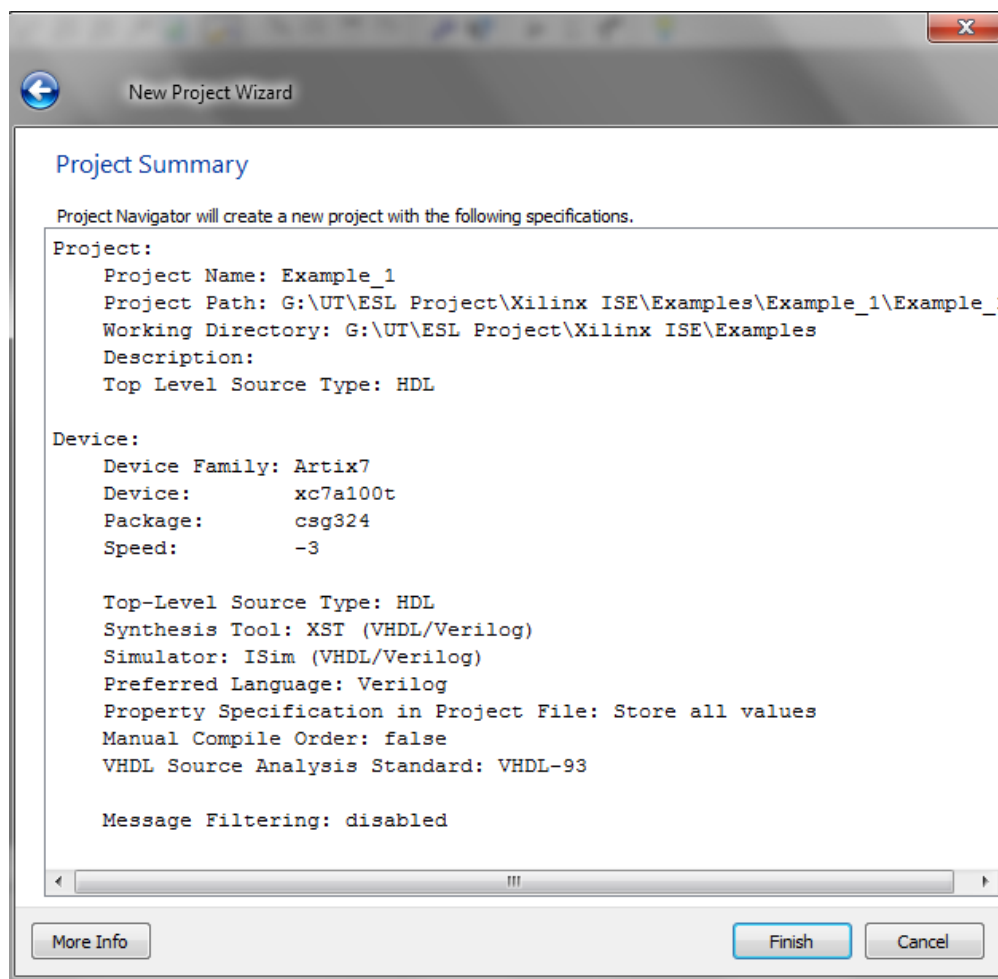 New Project Wizard
Project Summary
Project Navigator will create a new project with the following specifications.
Project:
Project Name: Example_1
Project Path: G:\UT\ESL Project\Xilinx ISE\Examples\Example_1\Example_
Working Directory: G:\UT\ESL Project\Xilinx ISE\Examples
Description:
Top Level Source Type: HDL
Device:
Device Family: Artix7
Device: xc7a100t
Package: csg324
Speed: -3
Top-Level Source Type: HDL
Synthesis Tool: XST (VHDL/Verilog)
Simulator: ISim (VHDL/Verilog)
Preferred Language: Verilog
Property Specification in Project File: Store all values
Manual Compile Order: false
VHDL Source Analysis Standard: VHDL-93
Message Filtering: disabled
More Info Finish Cancel